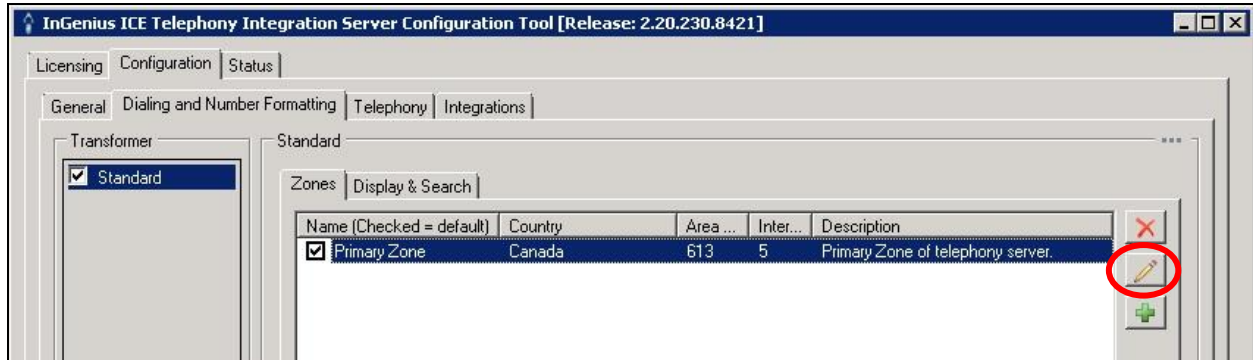 InGenius ICE Telephony Integration Server Configuration Tool [Release: 2.20.230.8421]
Licensing Configuration Status
General Dialing and Number Formatting Telephony Integrations
Transformer Standard
Standard
Zones Display & Search
Name (Checked = default) Country Area ... Inter... Description
Primary Zone Canada 613 5 Primary Zone of telephony server.